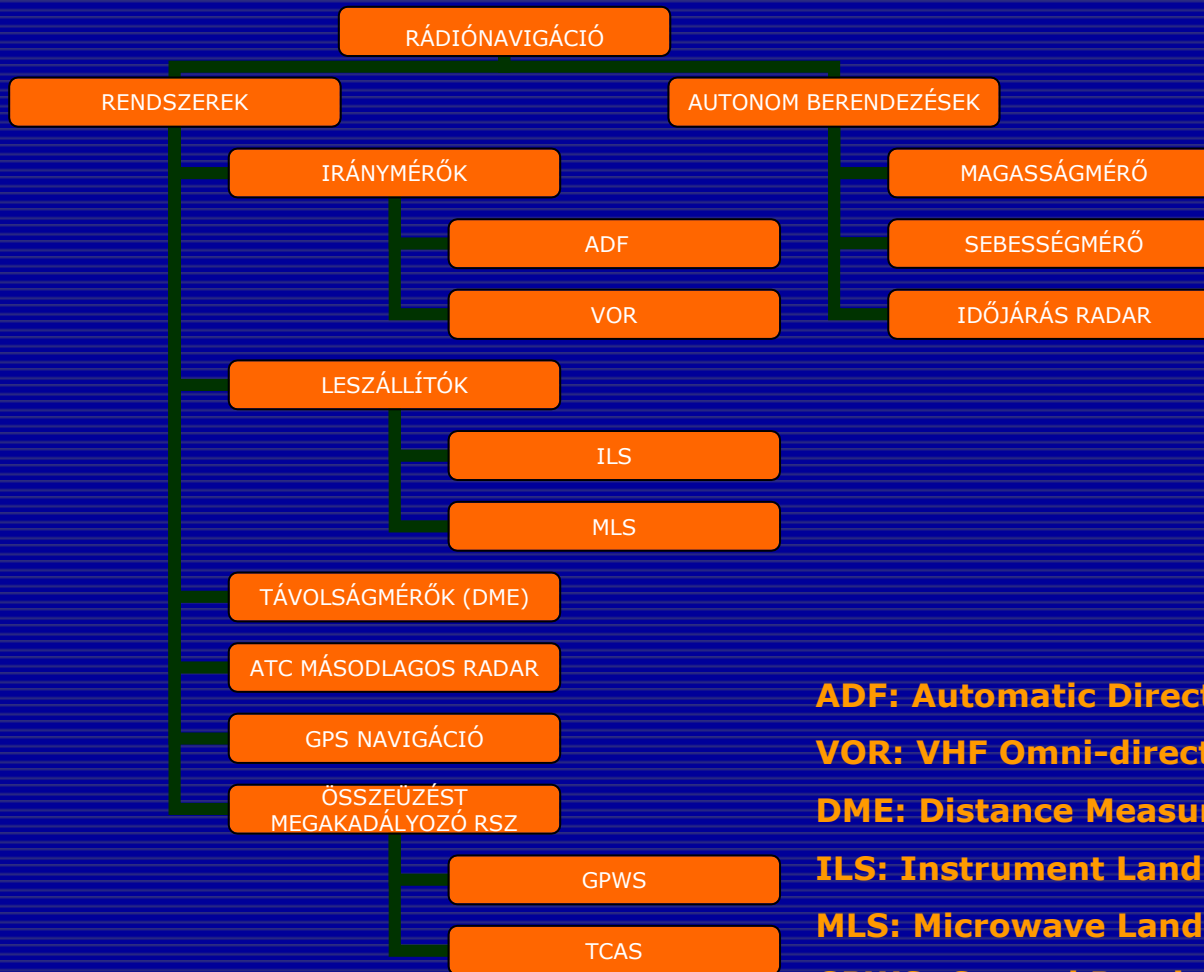 RÁDIÓNAVIGÁCIÓ
RENDSZEREK
AUTONOM BERENDEZÉSEK
IRÁNYMÉRŐK
MAGASSÁGMÉRŐ
ADF
SEBESSÉGMÉRŐ
VOR
IDŐJÁRÁS RADAR
LESZÁLLÍTÓK
ILS
MLS
TÁVOLSÁGMÉRŐK (DME)
ATC MÁSODLAGOS RADAR
GPS NAVIGÁCIÓ
ÖSSZEÜZÉST
MEGAKADÁLYOZÓ RSZ
GPWS
TCAS
ADF: Automatic Direct
VOR: VHF Omni-direct
DME: Distance Measur
ILS: Instrument Land
MLS: Microwave Land